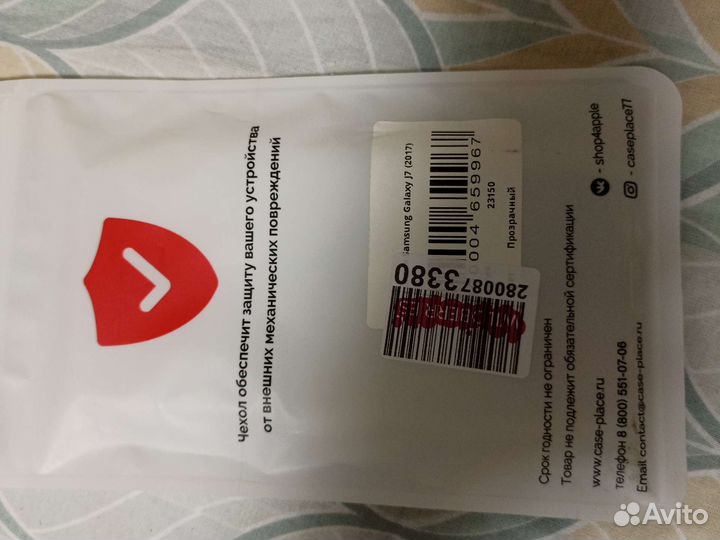 Чехол обеспечит защиту вашего устройства
от внешних механических повреждений
Samsung Galaxy J7 (2017)
0004 659967
23150
Прозрачный
2800873380
Срок годности не ограничен
Товар не подлежит обязательной сертификации
www.case-place.ru
телефон 8 (800) 551-07-06
Email contact@case-place.ru
- shop4apple
- caseplace77
Avito